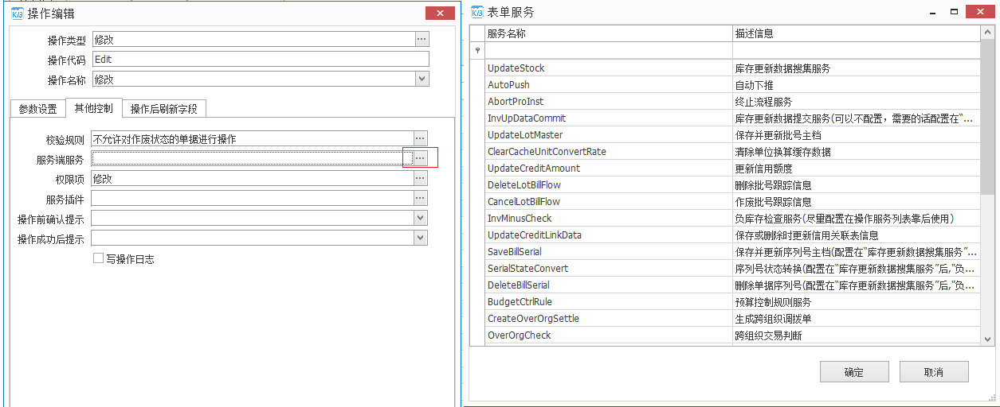 K/3 操作编辑
操作类型 修改 ...
操作代码 Edit
操作名称 修改
参数设置 其他控制 操作后刷新字段
校验规则 不允许对作废状态的单据进行操作 ...
服务端服务 ...
权限项 修改 ...
服务插件 ...
操作前确认提示
操作成功后提示
写操作日志
K/3 表单服务
服务名称 描述信息
UpdateStock 库存更新数据搜集服务
AutoPush 自动下推
AbortProInst 终止流程服务
InvUpDataCommit 库存更新数据提交服务(可以不配置，需要的话配置在“...
UpdateLotMaster 保存并更新批号主档
ClearCacheUnitConvertRate 清除单位换算缓存数据
UpdateCreditAmount 更新信用额度
DeleteLotBillFlow 删除批号跟踪信息
CancelLotBillFlow 作废批号跟踪信息
InvMinusCheck 负库存检查服务(尽量配置在操作服务列表靠后使用)
UpdateCreditLinkData 保存或删除时更新信用关联表信息
SaveBillSerial 保存并更新序列号主档(配置在“库存更新数据搜集服务”...
SerialStateConvert 序列号状态转换(配置在“库存更新数据搜集服务”后,“负...
DeleteBillSerial 删除单据序列号(配置在“库存更新数据搜集服务”后,“负...
BudgetCtrlRule 预算控制规则服务
CreateOverOrgSettle 生成跨组织调拨单
OverOrgCheck 跨组织交易判断
确定 取消